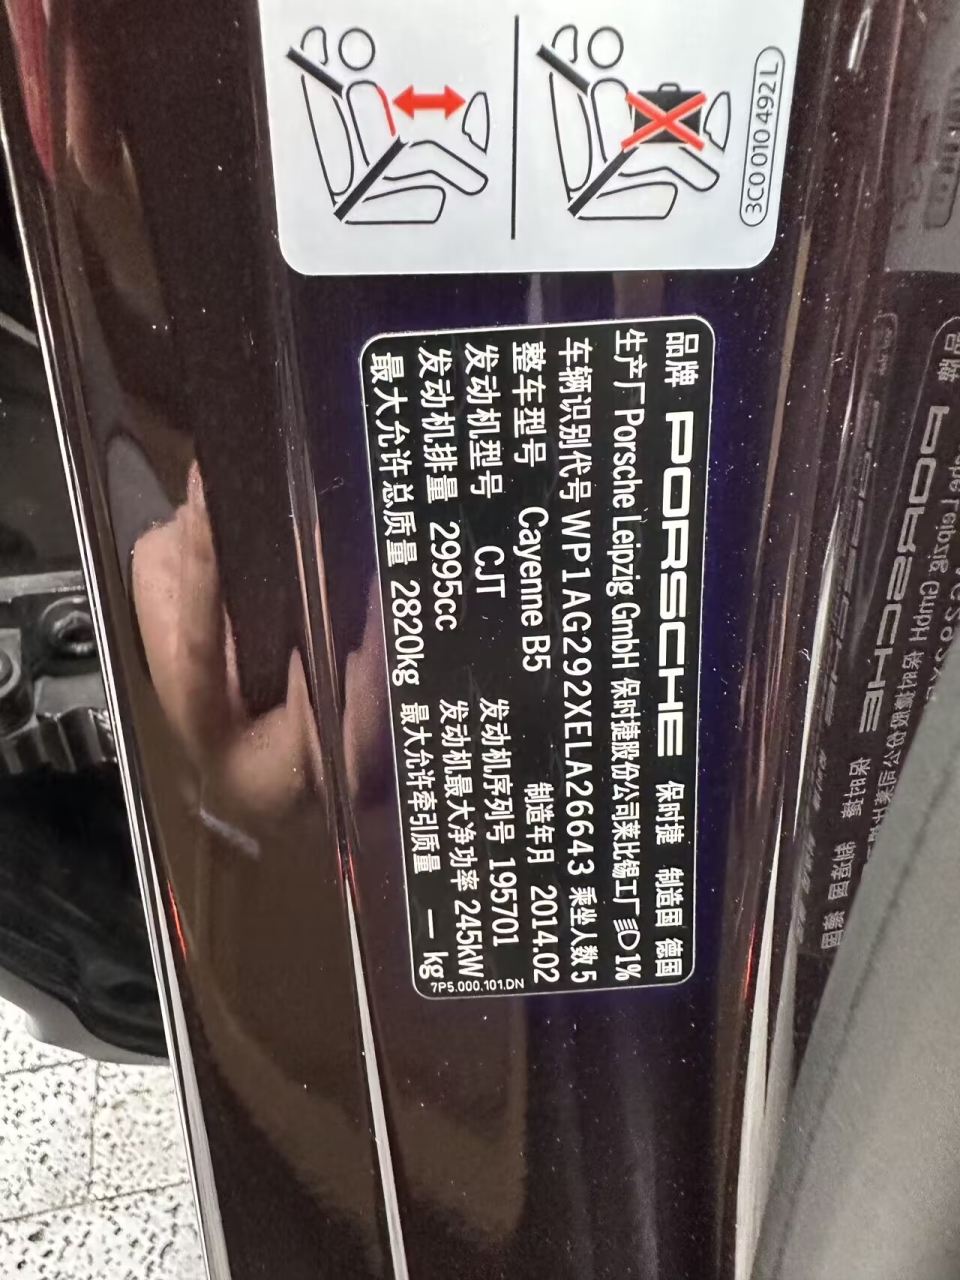 3C0 010 492 L
品牌 PORSCHE 保时捷 制造国 德国
生产厂 Porsche Leipzig GmbH 保时捷股份公司莱比锡工厂 1%
车辆识别代号 WP1AG292XELA26643 乘坐人数 5
整车型号 Cayenne B5 制造年月 2014.02
发动机型号 CJT 发动机序列号 195701
发动机排量 2995cc 发动机最大净功率 245kW
最大允许总质量 2820kg 最大允许牵引质量 — kg
7P5.000.101.DN